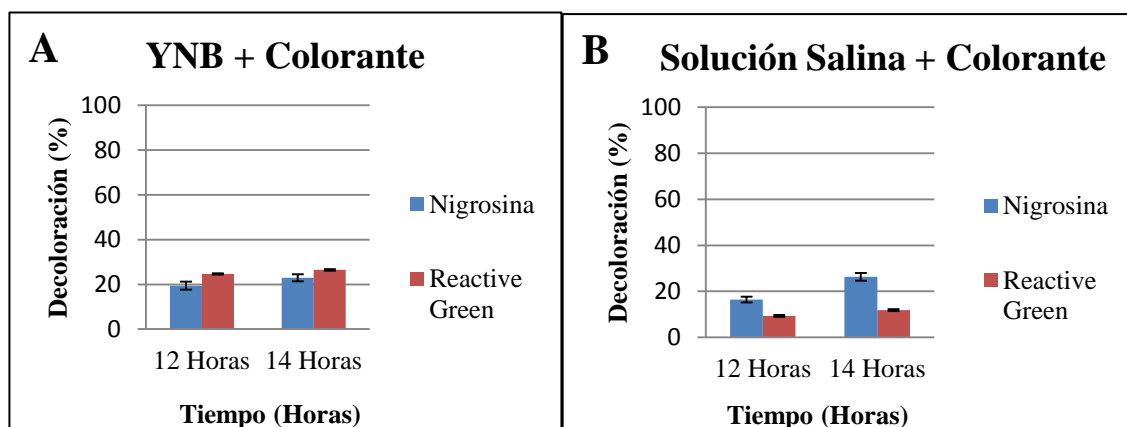 A
YNB + Colorante
Decoloración (%)
100
80
60
40
20
0
12 Horas
14 Horas
Tiempo (Horas)
Nigrosina
Reactive
Green
B
Solución Salina + Colorante
Decoloración (%)
100
80
60
40
20
0
12 Horas
14 Horas
Tiempo (Horas)
Nigrosina
Reactive
Green